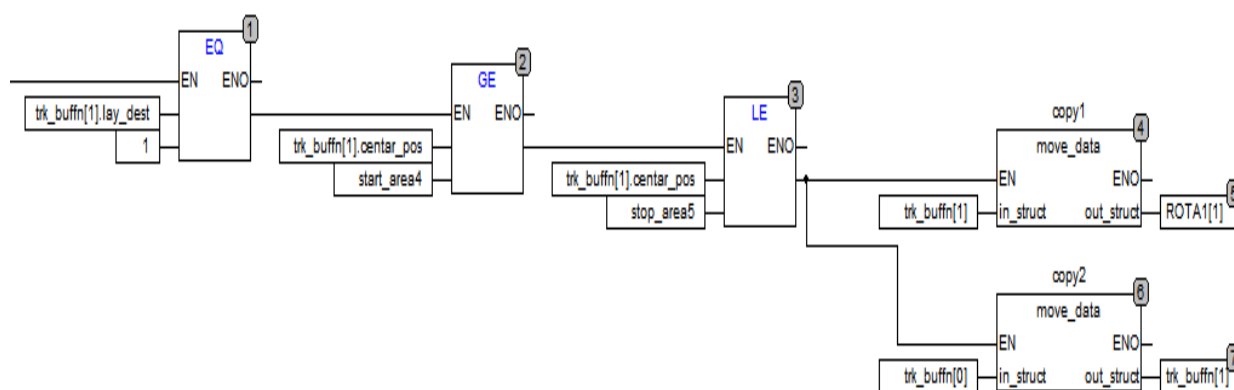 1
EQ
EN ENO
trk_buffn[1].lay_dest
1
2
GE
EN ENO
trk_buffn[1].centar_pos
start_area4
3
LE
EN ENO
trk_buffn[1].centar_pos
stop_area5
copy1
4
move_data
EN ENO
trk_buffn[1] in_struct out_struct ROTA1[1]
5
copy2
6
move_data
EN ENO
trk_buffn[0] in_struct out_struct trk_buffn[1]
7